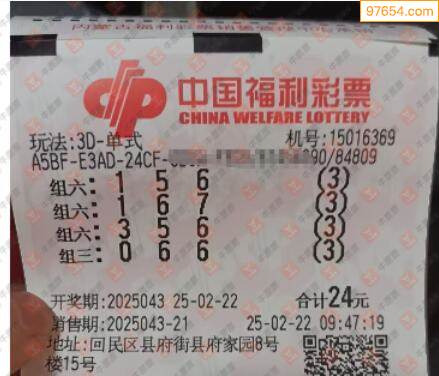 97654.com
中国福利彩票
CHINA WELFARE LOTTERY
玩法:3D-单式 机号:15016369
A5BF-E3AD-24CF- 90/84809
组六: 1 5 6 (3)
组六: 1 6 7 (3)
组六: 3 5 6 (3)
组三: 0 6 6 (3)
开奖期:2025043 25-02-22 合计24元
销售期:2025043-21 25-02-22 09:47:19
地址:回民区县府街县府家园8号
楼15号